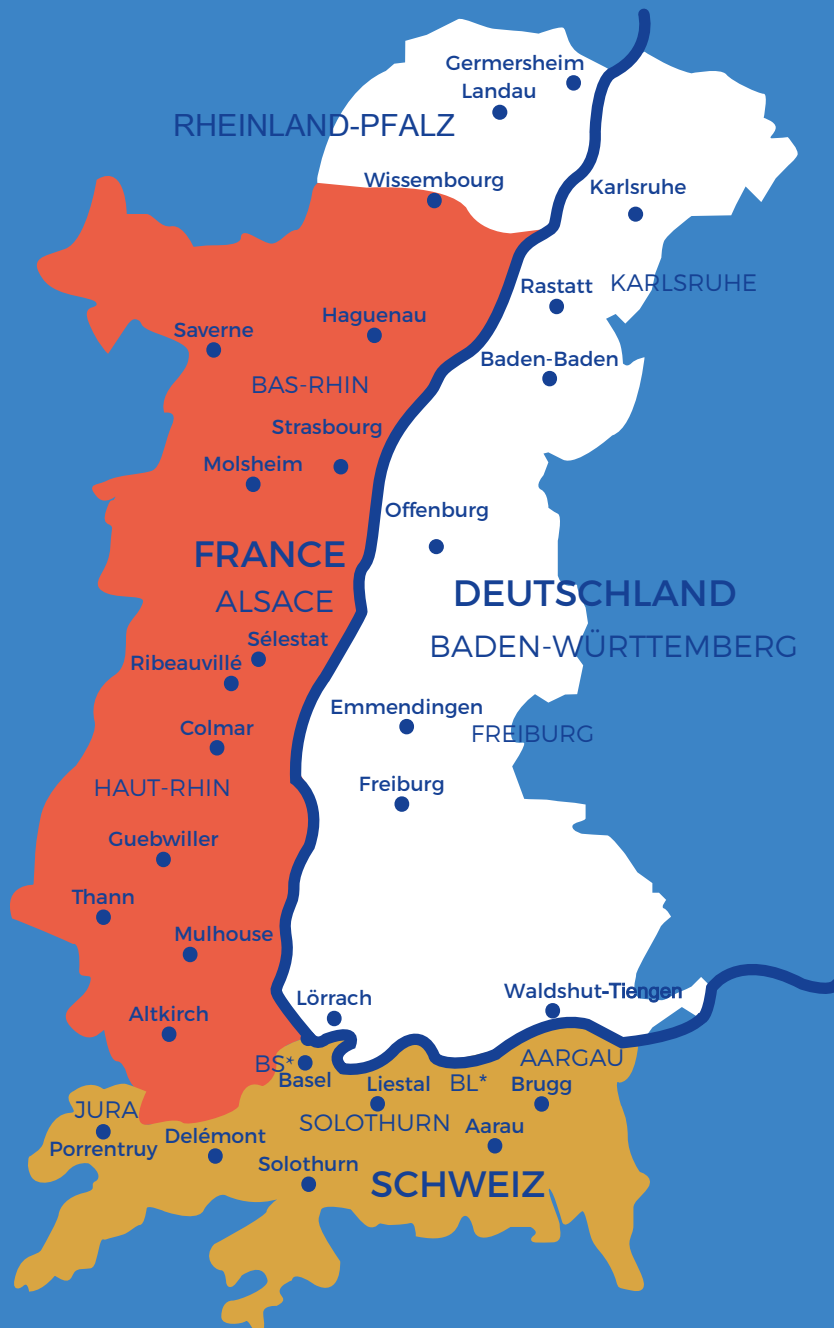 Germersheim
Landau
RHEINLAND-PFALZ
Wissembourg
Karlsruhe
Rastatt
KARLSRUHE
Haguenau
Saverne
Baden-Baden
BAS-RHIN
Strasbourg
Molsheim
Offenburg
FRANCE
DEUTSCHLAND
ALSACE
BADEN-WÜRTTEMBERG
Sélestat
Ribeauvillé
Emmendingen
Colmar
FREIBURG
HAUT-RHIN
Freiburg
Guebwiller
Thann
Mulhouse
Lörrach
Waldshut-Tiengen
Altkirch
BS*
AARGAU
Basel
Liestal
BL*
Brugg
JURA
SOLOTHURN
Aarau
Delémont
Porrentruy
Solothurn
SCHWEIZ